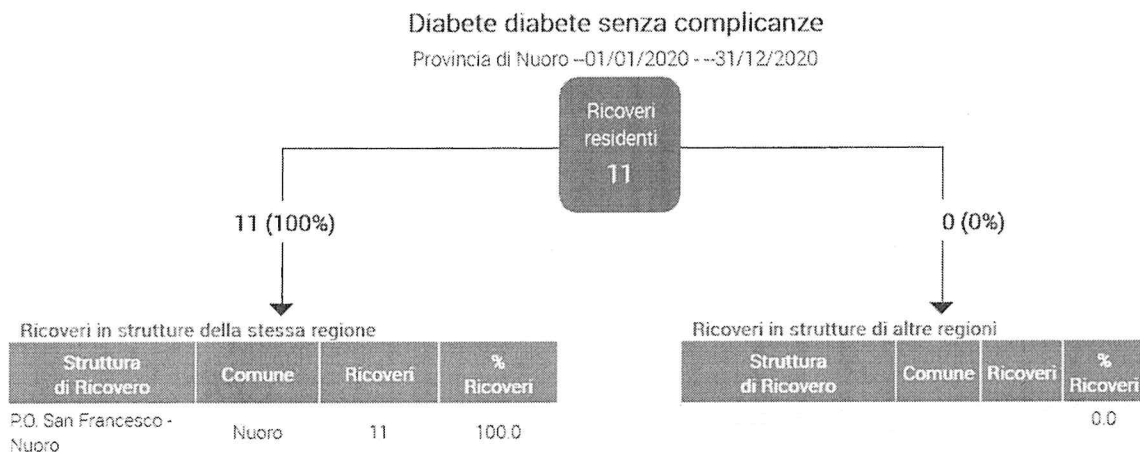 Diabete diabete senza complicanze
Provincia di Nuoro --01/01/2020 - ---31/12/2020
Ricoveri
residenti
11
11 (100%)
0 (0%)
Ricoveri in strutture della stessa regione
Struttura
di Ricovero
Comune
Ricoveri
%
Ricoveri
P.O. San Francesco -
Nuoro
Nuoro
11
100.0
Ricoveri in strutture di altre regioni
Struttura
di Ricovero
Comune
Ricoveri
%
Ricoveri
0.0